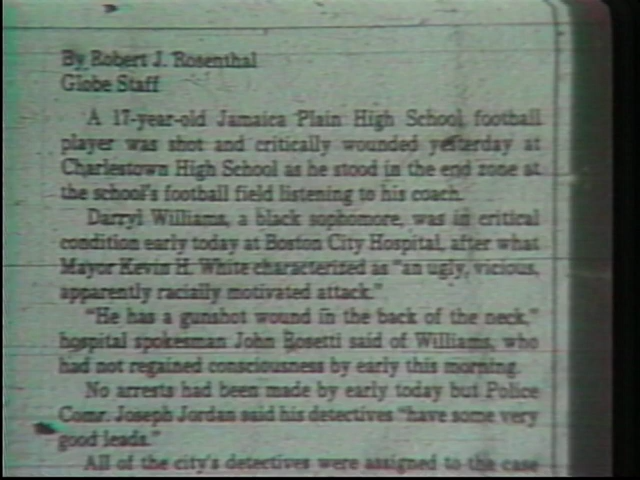 By Robert J. Rosenthal
Globe Staff
A 17-year-old Jamaica Plain High School football
player was shot and critically wounded yesterday at
Charlestown High School as he stood in the end zone at
the school's football field listening to his coach.
Darryl Williams, a black sophomore, was in critical
condition early today at Boston City Hospital, after what
Mayor Kevin H. White characterized as "an ugly, vicious,
apparently racially motivated attack."
"He has a gunshot wound in the back of the neck,"
hospital spokesman John Rosetti said of Williams, who
had not regained consciousness by early this morning.
No arrests had been made by early today but Police
Comr. Joseph Jordan said his detectives "have some very
good leads."
All of the city's detectives were assigned to the case